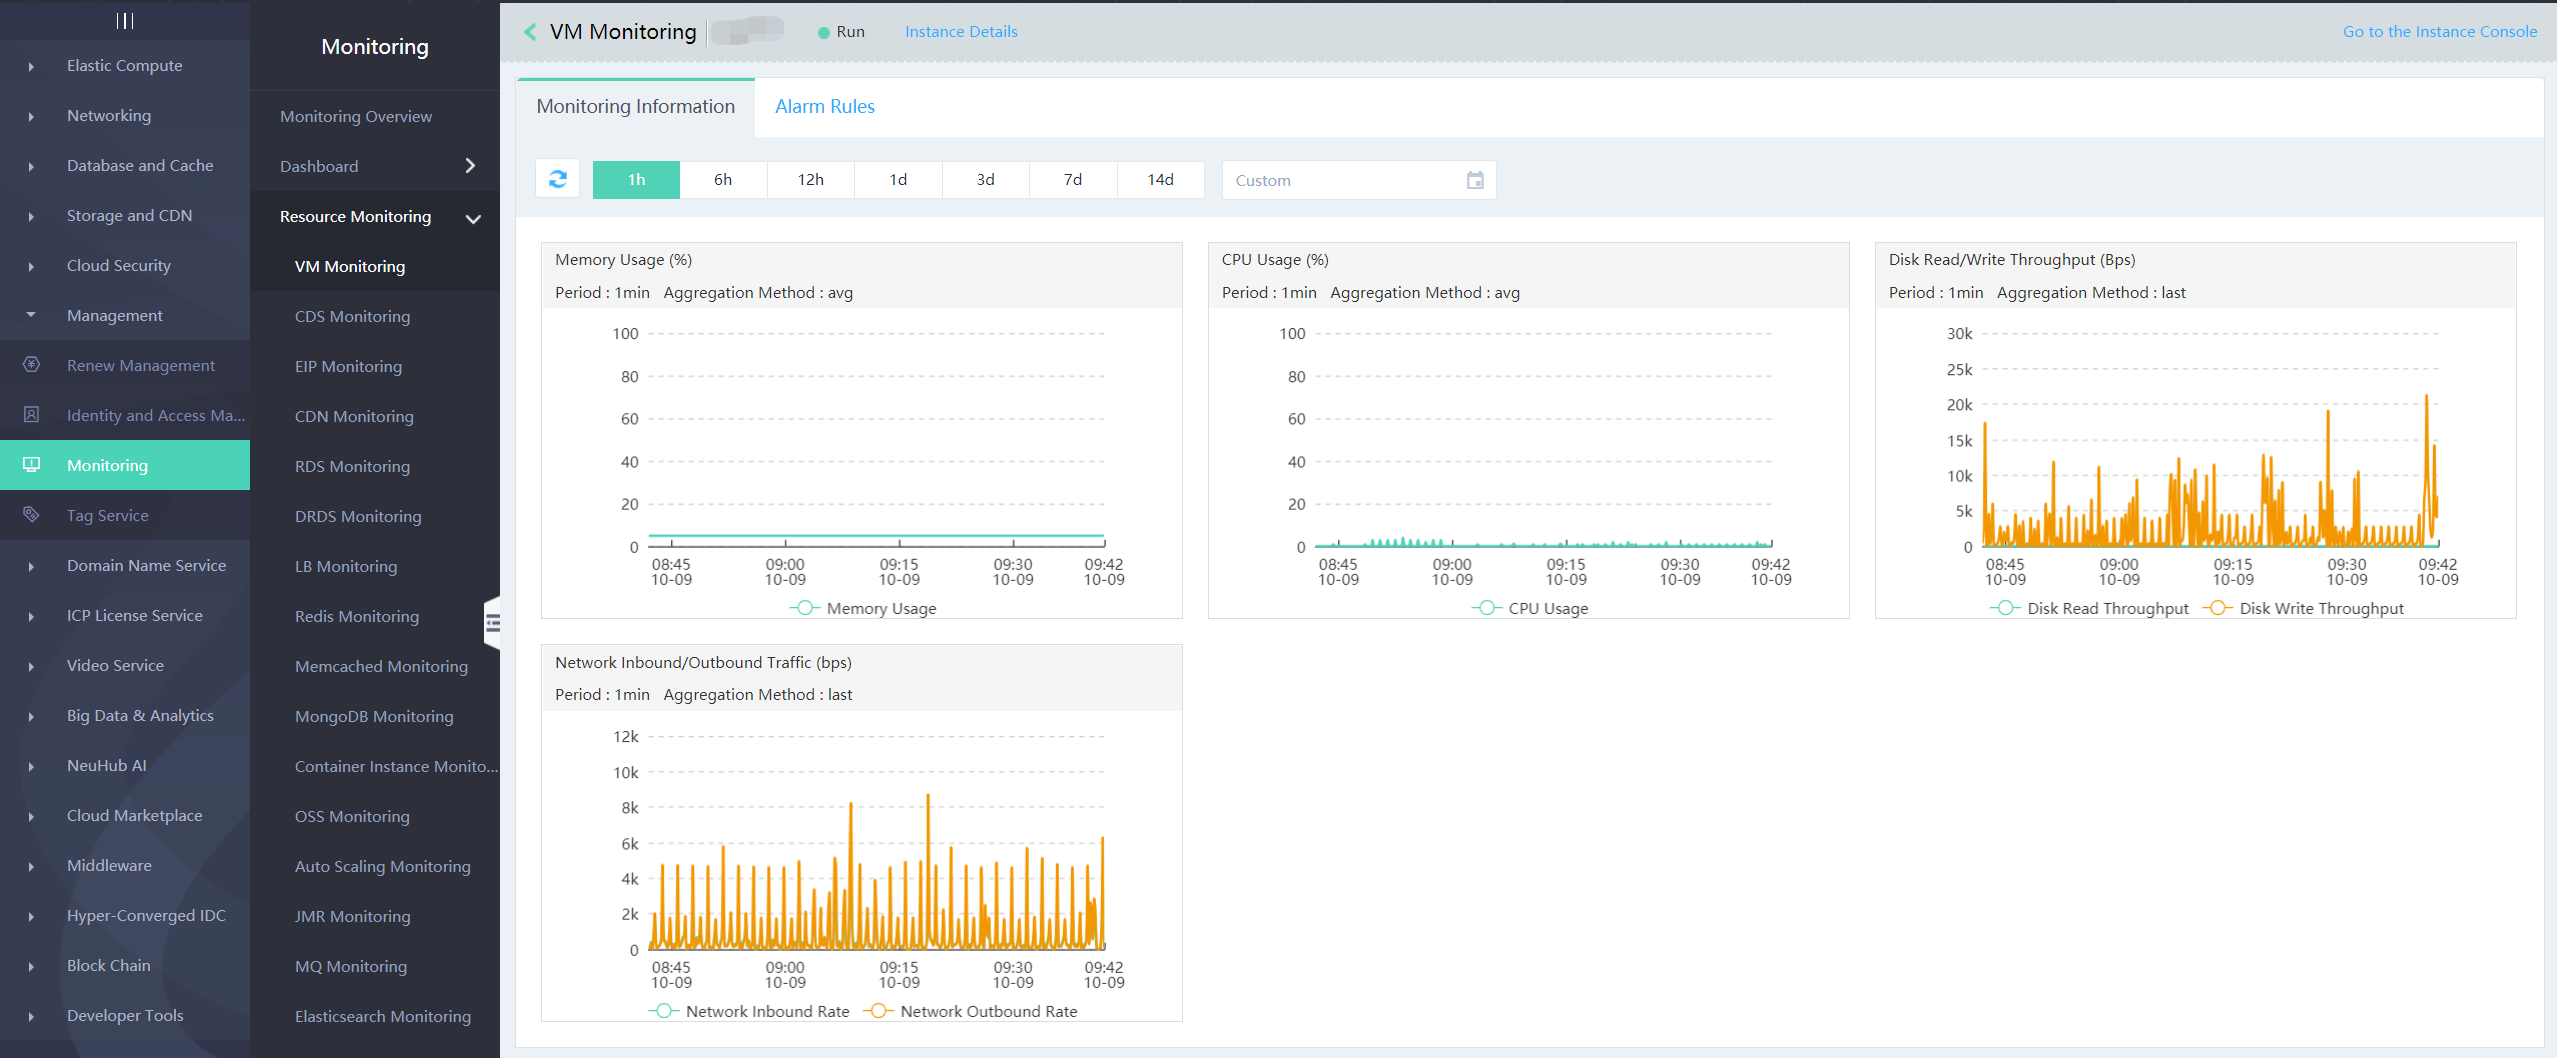 Elastic Compute
Networking
Database and Cache
Storage and CDN
Cloud Security
Management
Renew Management
Identity and Access Ma...
Monitoring
Tag Service
Domain Name Service
ICP License Service
Video Service
Big Data & Analytics
NeuHub AI
Cloud Marketplace
Middleware
Hyper-Converged IDC
Block Chain
Developer Tools
Monitoring
Monitoring Overview
Dashboard
Resource Monitoring
VM Monitoring
CDS Monitoring
EIP Monitoring
CDN Monitoring
RDS Monitoring
DRDS Monitoring
LB Monitoring
Redis Monitoring
Memcached Monitoring
MongoDB Monitoring
Container Instance Monito...
OSS Monitoring
Auto Scaling Monitoring
JMR Monitoring
MQ Monitoring
Elasticsearch Monitoring
VM Monitoring Run Instance Details Go to the Instance Console
Monitoring Information Alarm Rules
1h 6h 12h 1d 3d 7d 14d Custom
Memory Usage (%)
Period : 1min Aggregation Method : avg
100
80
60
40
20
0
08:45 09:00 09:15 09:30 09:42
10-09 10-09 10-09 10-09 10-09
Memory Usage
CPU Usage (%)
Period : 1min Aggregation Method : avg
100
80
60
40
20
0
08:45 09:00 09:15 09:30 09:42
10-09 10-09 10-09 10-09 10-09
CPU Usage
Disk Read/Write Throughput (Bps)
Period : 1min Aggregation Method : last
30k
25k
20k
15k
10k
5k
0
08:45 09:00 09:15 09:30 09:42
10-09 10-09 10-09 10-09 10-09
Disk Read Throughput Disk Write Throughput
Network Inbound/Outbound Traffic (bps)
Period : 1min Aggregation Method : last
12k
10k
8k
6k
4k
2k
0
08:45 09:00 09:15 09:30 09:42
10-09 10-09 10-09 10-09 10-09
Network Inbound Rate Network Outbound Rate